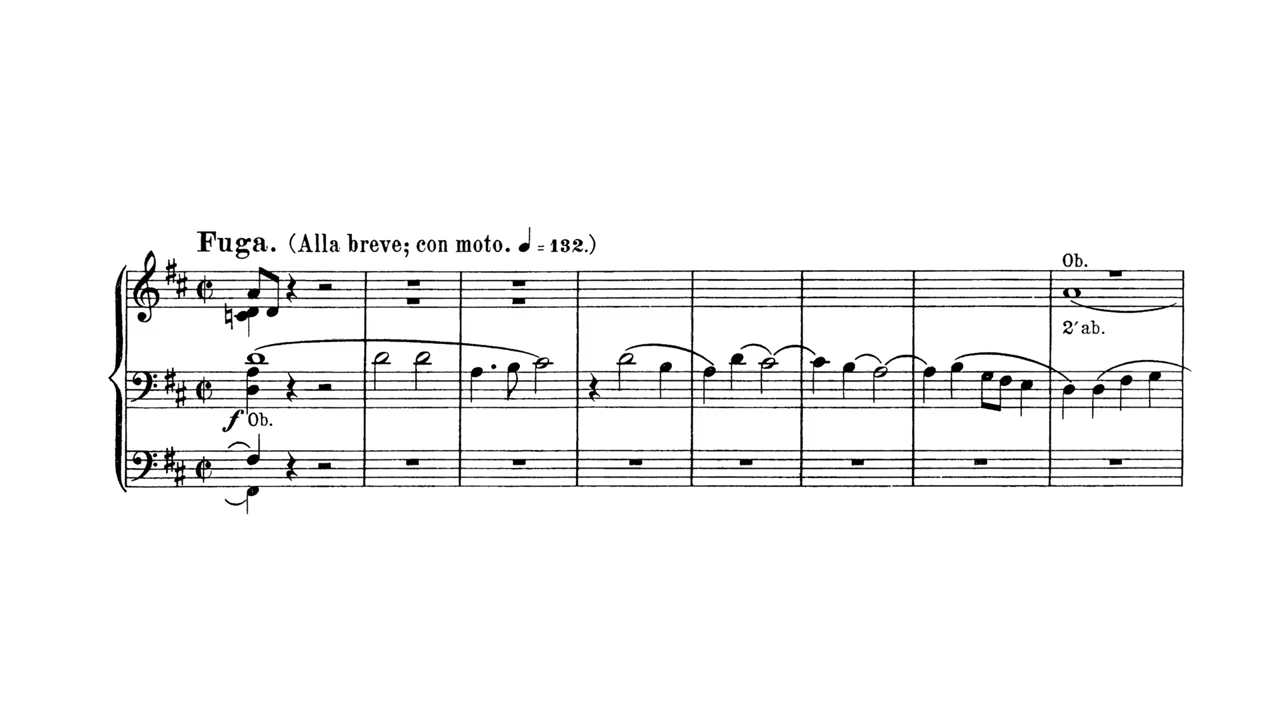 Fuga. (Alla breve; con moto. ♩ = 132.)
Ob.
2´ab.
f Ob.